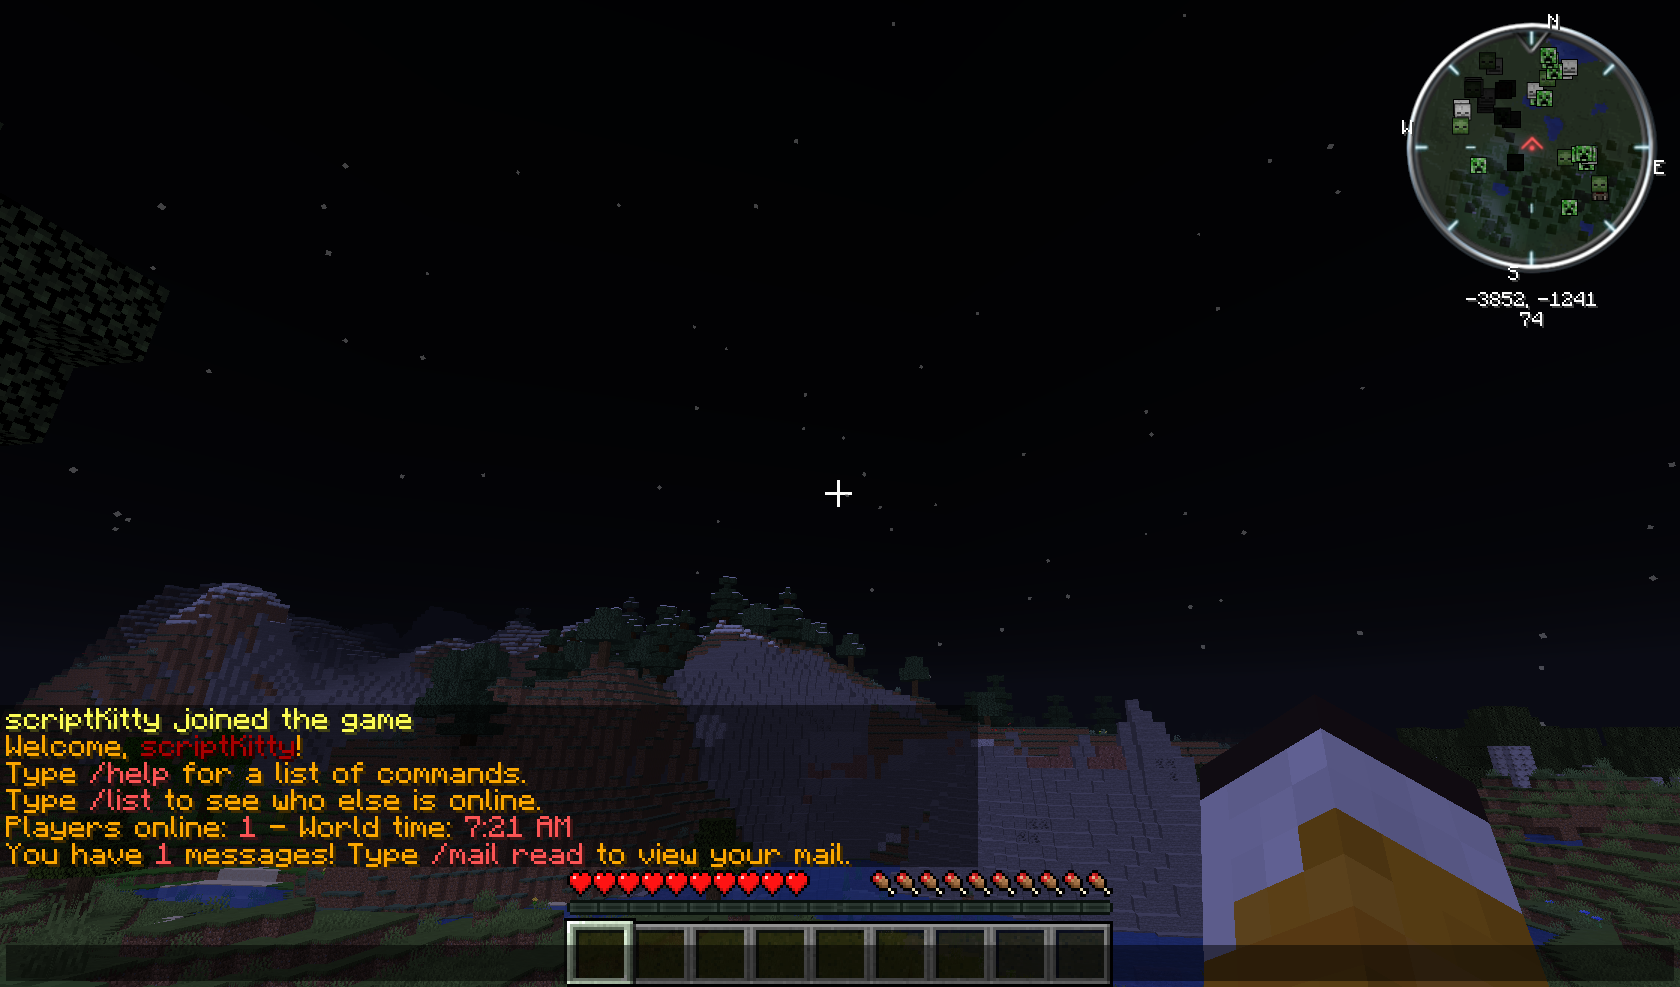 N
W
E
S
-3852, -1241
74
scriptKitty joined the game
Welcome, scriptKitty!
Type /help for a list of commands.
Type /list to see who else is online.
Players online: 1 - World time: 7:21 AM
You have 1 messages! Type /mail read to view your mail.